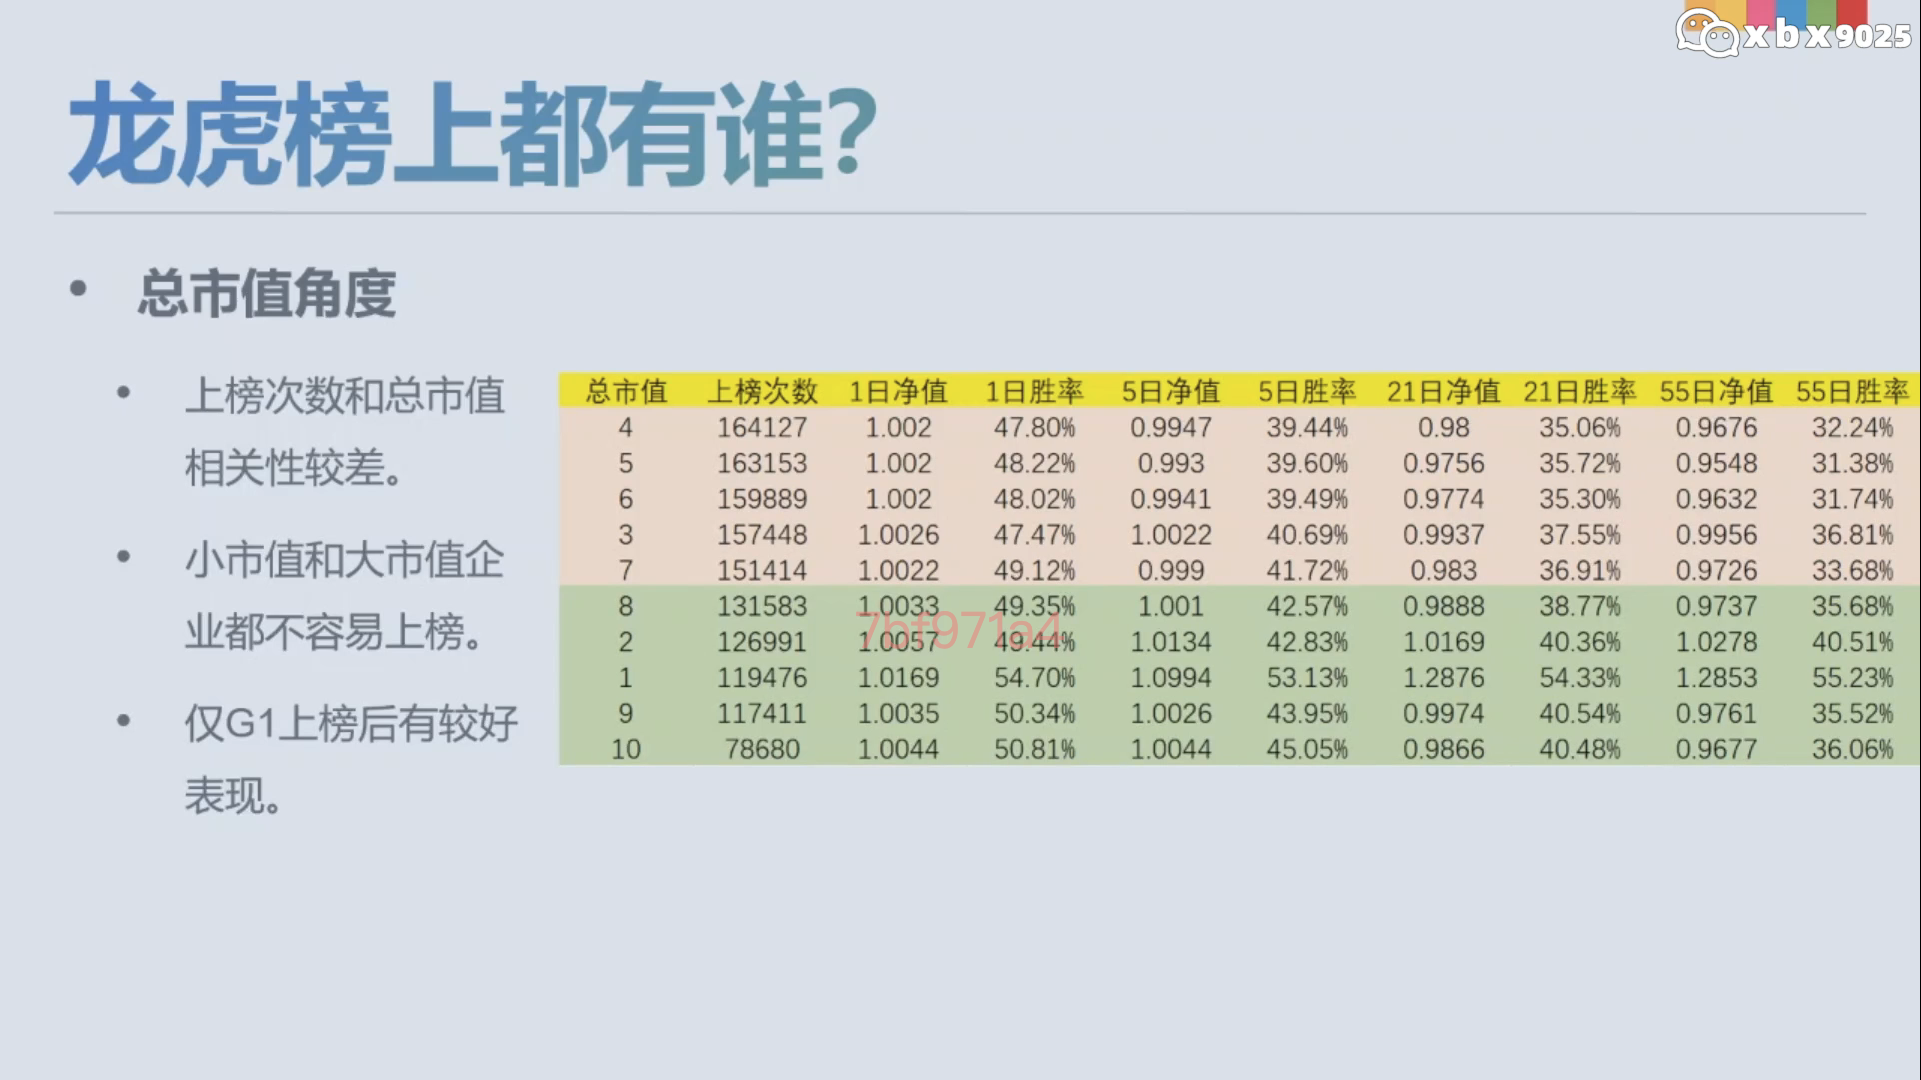 xbx9025
龙虎榜上都有谁?
• 总市值角度
• 上榜次数和总市值
相关性较差。
• 小市值和大市值企
业都不容易上榜。
• 仅G1上榜后有较好
表现。
总市值 上榜次数 1日净值 1日胜率 5日净值 5日胜率 21日净值 21日胜率 55日净值 55日胜率
4 164127 1.002 47.80% 0.9947 39.44% 0.98 35.06% 0.9676 32.24%
5 163153 1.002 48.22% 0.993 39.60% 0.9756 35.72% 0.9548 31.38%
6 159889 1.002 48.02% 0.9941 39.49% 0.9774 35.30% 0.9632 31.74%
3 157448 1.0026 47.47% 1.0022 40.69% 0.9937 37.55% 0.9956 36.81%
7 151414 1.0022 49.12% 0.999 41.72% 0.983 36.91% 0.9726 33.68%
8 131583 1.0033 49.35% 1.001 42.57% 0.9888 38.77% 0.9737 35.68%
7bf971a4
2 126991 1.0057 49.44% 1.0134 42.83% 1.0169 40.36% 1.0278 40.51%
1 119476 1.0169 54.70% 1.0994 53.13% 1.2876 54.33% 1.2853 55.23%
9 117411 1.0035 50.34% 1.0026 43.95% 0.9974 40.54% 0.9761 35.52%
10 78680 1.0044 50.81% 1.0044 45.05% 0.9866 40.48% 0.9677 36.06%